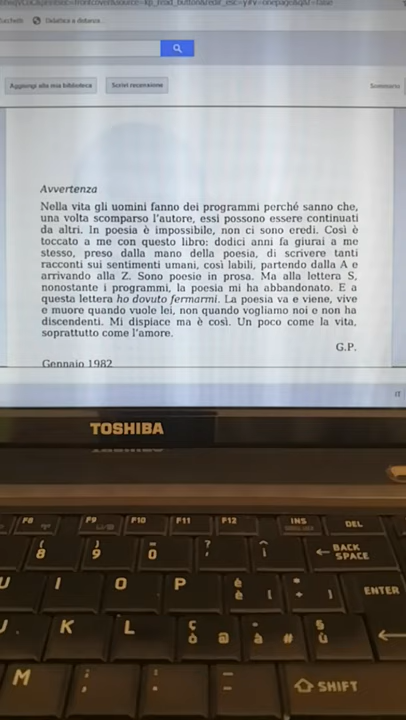 Didattica a distanza
Aggiungi alla mia biblioteca
Scrivi recensione
Sommario
Avvertenza
Nella vita gli uomini fanno dei programmi perché sanno che,
una volta scomparso l'autore, essi possono essere continuati
da altri. In poesia è impossibile, non ci sono eredi. Così è
toccato a me con questo libro: dodici anni fa giurai a me
stesso, preso dalla mano della poesia, di scrivere tanti
racconti sui sentimenti umani, così labili, partendo dalla A e
arrivando alla Z. Sono poesie in prosa. Ma alla lettera S,
nonostante i programmi, la poesia mi ha abbandonato. E a
questa lettera ho dovuto fermarmi. La poesia va e viene, vive
e muore quando vuole lei, non quando vogliamo noi e non ha
discendenti. Mi dispiace ma è così. Un poco come la vita,
soprattutto come l'amore.
G.P.
Gennaio 1982
IT
TOSHIBA
F8 F9 F10 F11 F12 INS DEL
( 8 ) 9 = 0 ? ' ^ ì BACK SPACE
U I O P é è [ * + ] ENTER
J K L ç ò @ ° à # § ù
M ; , : . _ - SHIFT